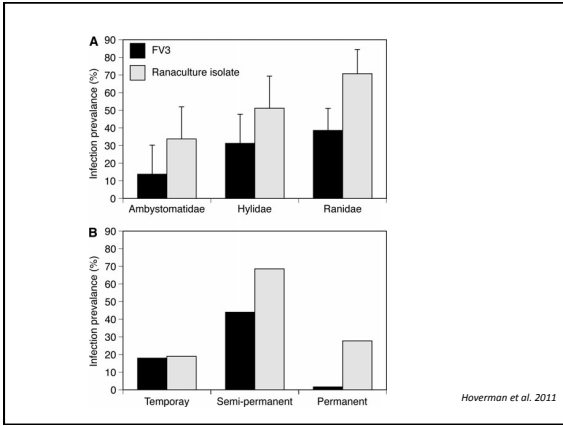 A
90
80
70
60
50
40
30
20
10
0
Infection prevalance (%)
FV3
Ranaculture isolate
Ambystomatidae Hylidae Ranidae
B
90
80
70
60
50
40
30
20
10
0
Infection prevalance (%)
Temporay Semi-permanent Permanent
Hoverman et al. 2011